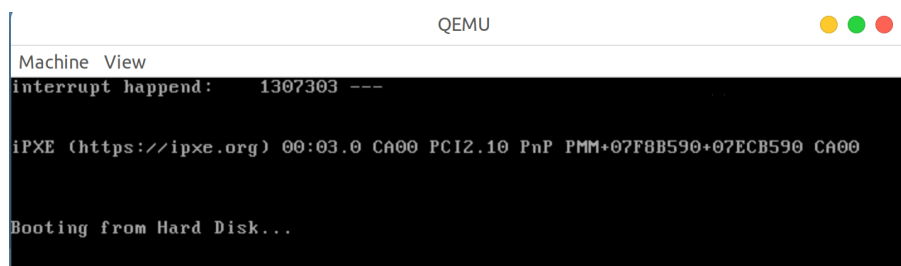 QEMU
Machine View
interrupt happend: 1307303 ---
iPXE (https://ipxe.org) 00:03.0 CA00 PCI2.10 PnP PMM+07F8B590+07ECB590 CA00
Booting from Hard Disk...